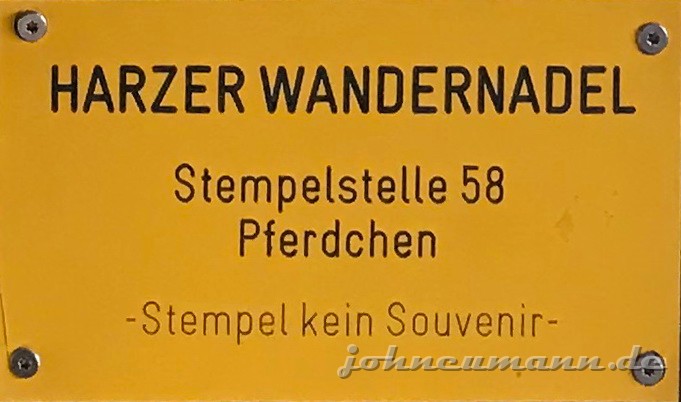 HARZER WANDERNADEL
Stempelstelle 58
Pferdchen
-Stempel kein Souvenir-
johneumann.de